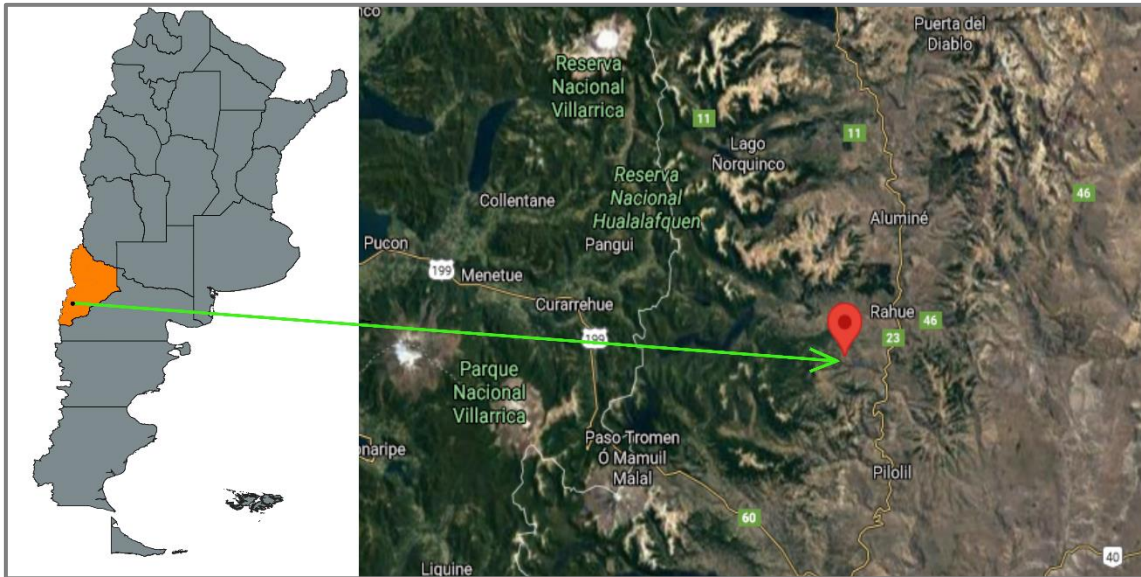 co
Puerta del
Diablo
Reserva
Nacional
Villarrica
11
11
Lago
Ñorquinco
Reserva
Nacional
Hualalafquen
46
Collentane
Aluminé
Pucon
Pangui
199
Menetue
Curarrehue
Rahue
46
199
23
Parque
Nacional
Villarrica
onaripe
Paso Tromen
Ó Mamuil
Malal
Pilolil
60
40
Liquine